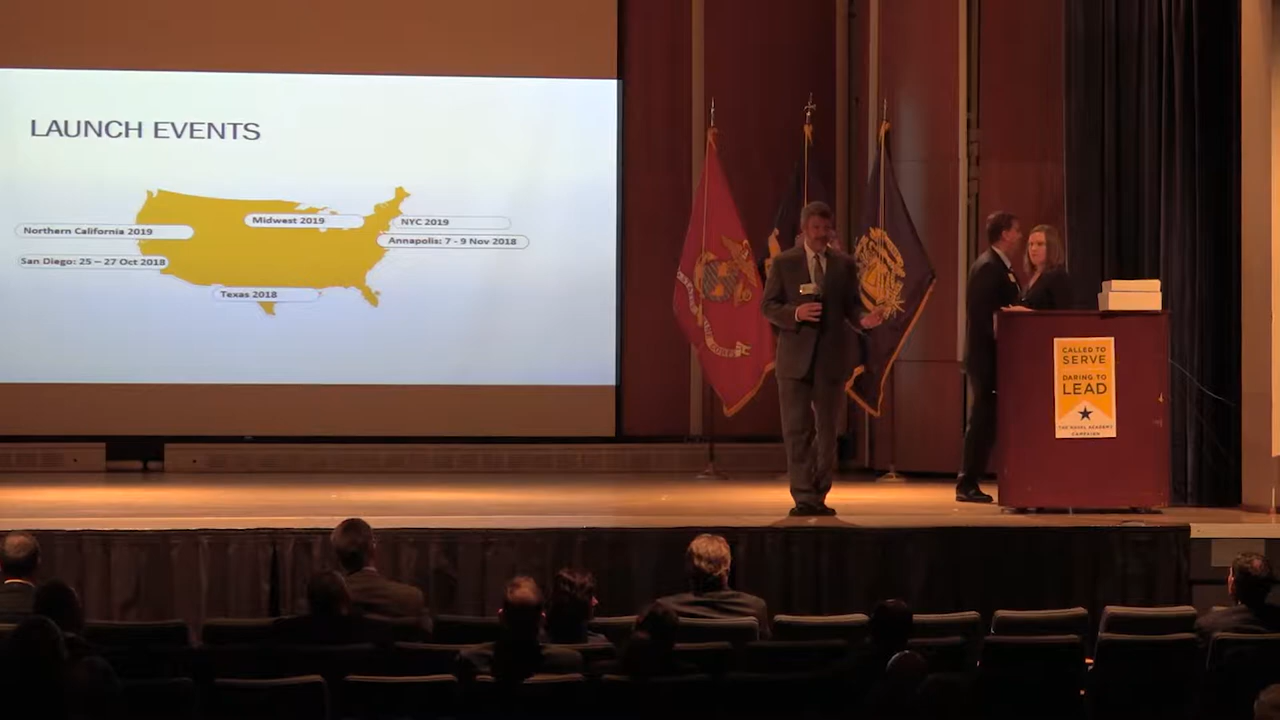 LAUNCH EVENTS
Midwest 2019
NYC 2019
Northern California 2019
Annapolis: 7 - 9 Nov 2018
San Diego: 25 – 27 Oct 2018
Texas 2018
CALLED TO
SERVE
DARING TO
LEAD
THE NAVAL ACADEMY
CAMPAIGN